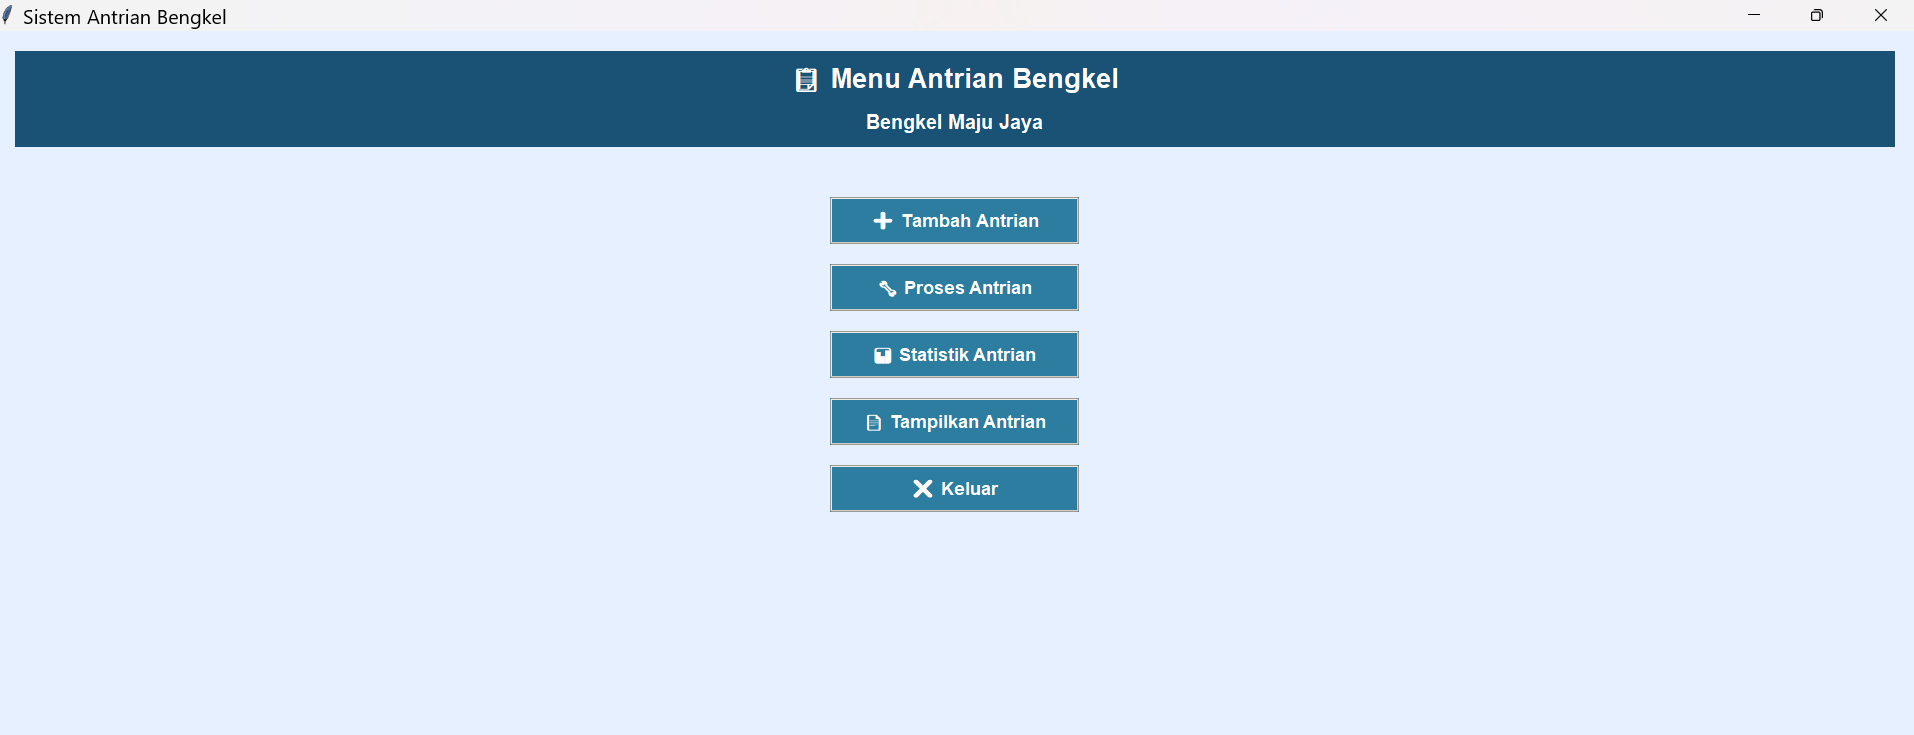 Sistem Antrian Bengkel
Menu Antrian Bengkel
Bengkel Maju Jaya
Tambah Antrian
Proses Antrian
Statistik Antrian
Tampilkan Antrian
Keluar